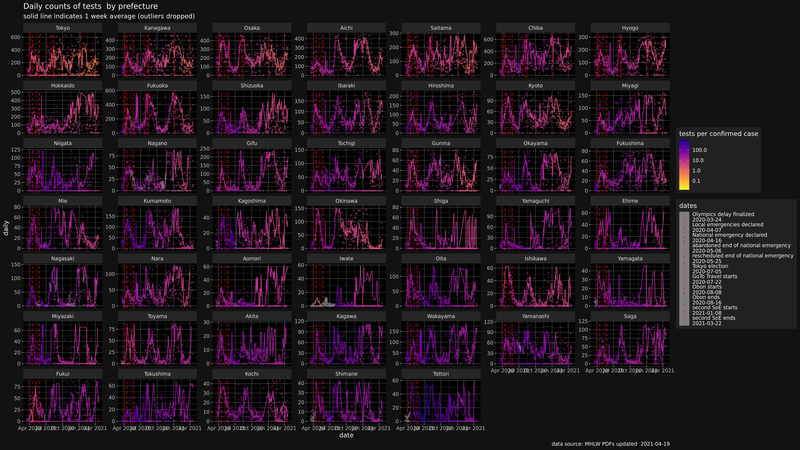 Daily counts of tests  by prefecture
solid line indicates 1 week average (outliers dropped)
Tokyo
Kanagawa
Osaka
Aichi
Saitama
Chiba
Hyogo
Hokkaido
Fukuoka
Shizuoka
Ibaraki
Hiroshima
Kyoto
Miyagi
Niigata
Nagano
Gifu
Tochigi
Gunma
Okayama
Fukushima
Mie
Kumamoto
Kagoshima
Okinawa
Shiga
Yamaguchi
Ehime
Nagasaki
Nara
Aomori
Iwate
Oita
Ishikawa
Yamagata
Miyazaki
Toyama
Akita
Kagawa
Wakayama
Yamanashi
Saga
Fukui
Tokushima
Kochi
Shimane
Tottori
daily
date
tests per confirmed case
100.0
10.0
1.0
0.1
dates
Olympics delay finalized
2020-03-24
Local emergencies declared
2020-04-07
National emergency declared
2020-04-16
abandoned end of national emergency
2020-05-06
rescheduled end of national emergency
2020-05-25
Tokyo election
2020-07-05
GoTo Travel starts
2020-07-22
Obon starts
2020-08-08
Obon ends
2020-08-16
second SoE starts
2021-01-08
second SoE ends
2021-03-22
data source: MHLW PDFs updated  2021-04-19